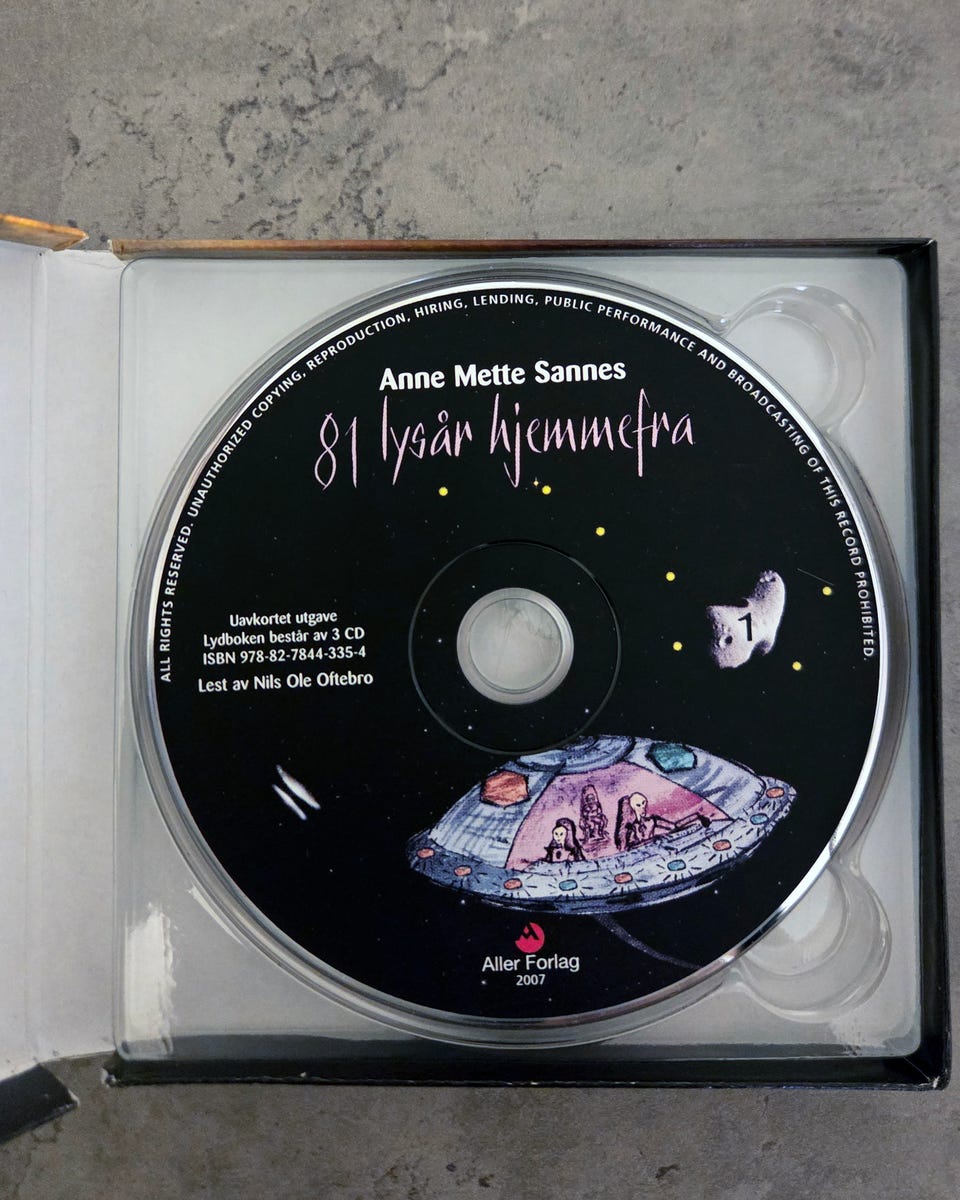 ALL RIGHTS RESERVED. UNAUTHORIZED COPYING, REPRODUCTION, HIRING, LENDING, PUBLIC PERFORMANCE AND BROADCASTING OF THIS RECORD PROHIBITED.
Anne Mette Sannes
81 lysår hjemmefra
Uavkortet utgave
Lydboken består av 3 CD
ISBN 978-82-7844-335-4
Lest av Nils Ole Oftebro
1
Aller Forlag
2007